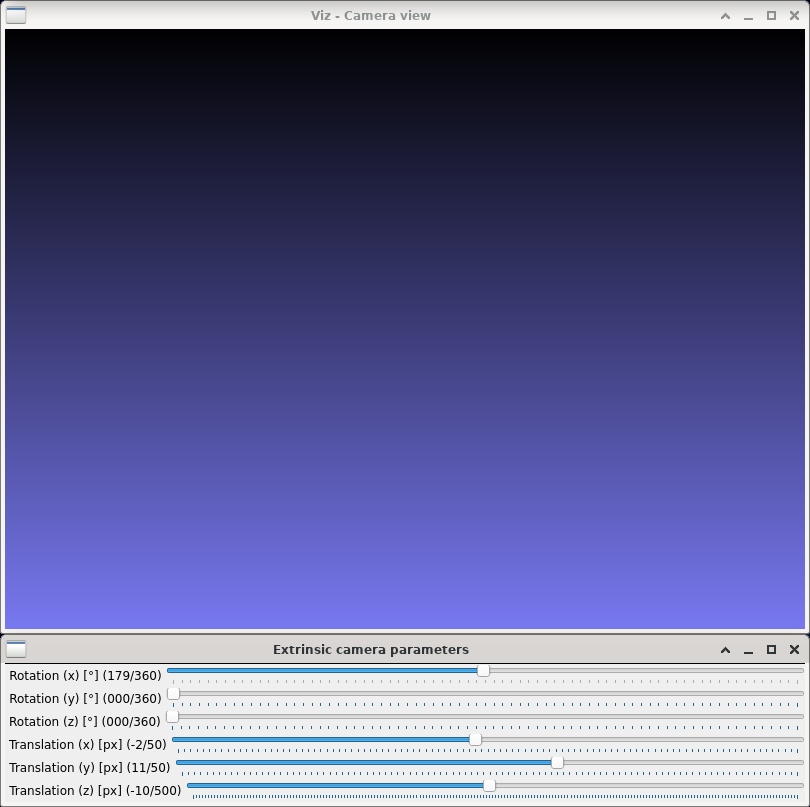 Viz - Camera view
Extrinsic camera parameters
Rotation (x) [°] (179/360)
Rotation (y) [°] (000/360)
Rotation (z) [°] (000/360)
Translation (x) [px] (-2/50)
Translation (y) [px] (11/50)
Translation (z) [px] (-10/500)